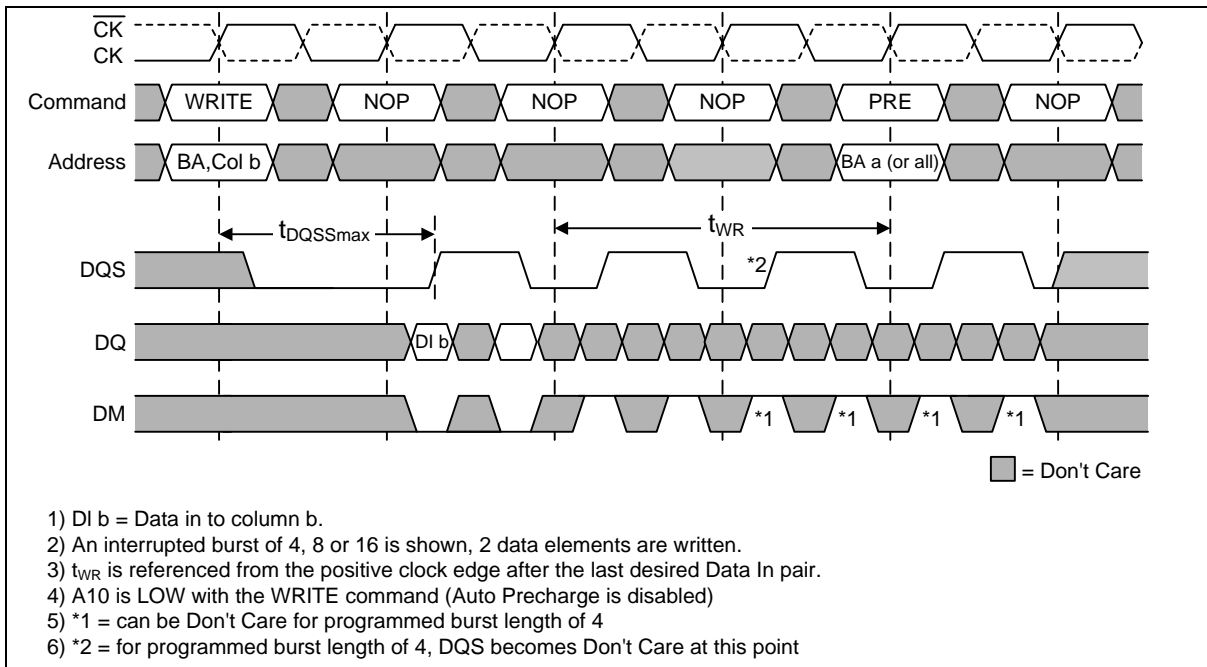 CK
CK
Command WRITE NOP NOP NOP PRE NOP
Address BA,Col b BA a (or all)
tDQSSmax tWR
DQS *2
DQ DI b
DM *1 *1 *1 *1
= Don't Care
1) DI b = Data in to column b.
2) An interrupted burst of 4, 8 or 16 is shown, 2 data elements are written.
3) tWR is referenced from the positive clock edge after the last desired Data In pair.
4) A10 is LOW with the WRITE command (Auto Precharge is disabled)
5) *1 = can be Don't Care for programmed burst length of 4
6) *2 = for programmed burst length of 4, DQS becomes Don't Care at this point